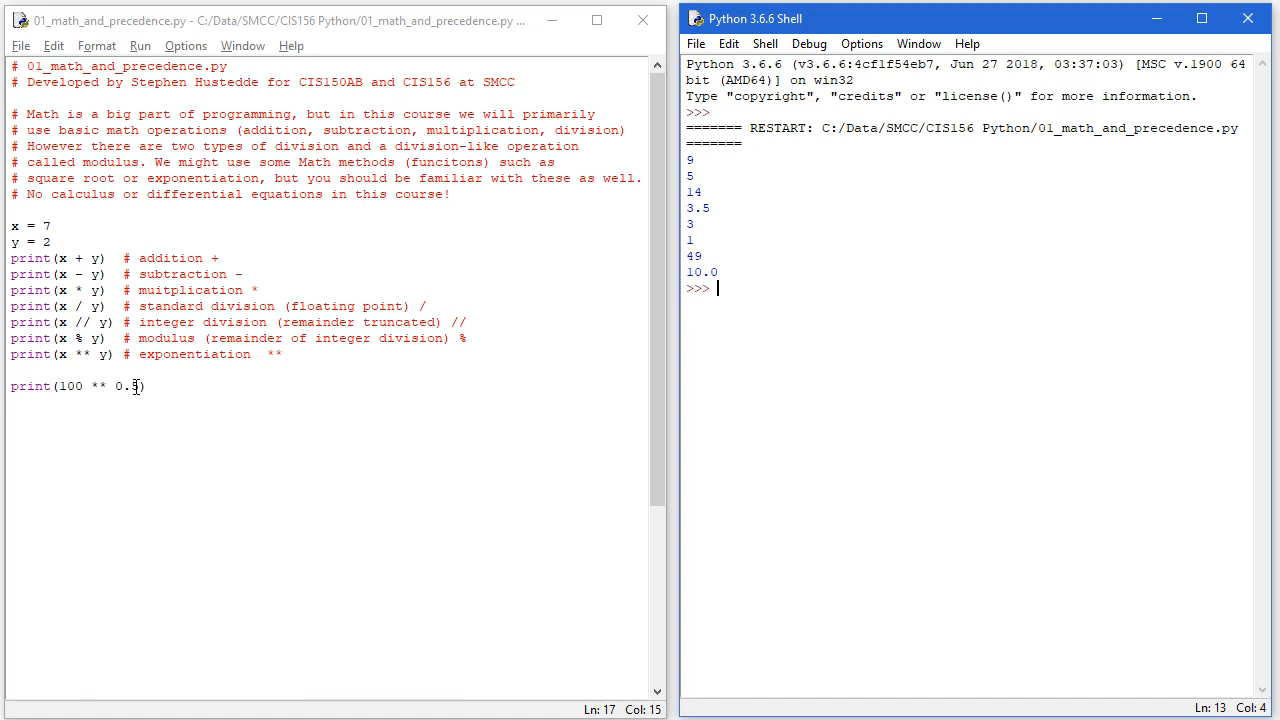 01_math_and_precedence.py - C:/Data/SMCC/CIS156 Python/01_math_and_precedence.py ...
File Edit Format Run Options Window Help
# 01_math_and_precedence.py
# Developed by Stephen Hustedde for CIS150AB and CIS156 at SMCC
# Math is a big part of programming, but in this course we will primarily
# use basic math operations (addition, subtraction, multiplication, division)
# However there are two types of division and a division-like operation
# called modulus. We might use some Math methods (funcitons) such as
# square root or exponentiation, but you should be familiar with these as well.
# No calculus or differential equations in this course!
x = 7
y = 2
print(x + y)  # addition +
print(x - y)  # subtraction -
print(x * y)  # muitplication *
print(x / y)  # standard division (floating point) /
print(x // y) # integer division (remainder truncated) //
print(x % y)  # modulus (remainder of integer division) %
print(x ** y) # exponentiation  **
print(100 ** 0.5)
Ln: 17 Col: 15
Python 3.6.6 Shell
File Edit Shell Debug Options Window Help
Python 3.6.6 (v3.6.6:4cf1f54eb7, Jun 27 2018, 03:37:03) [MSC v.1900 64
bit (AMD64)] on win32
Type "copyright", "credits" or "license()" for more information.
>>>
======= RESTART: C:/Data/SMCC/CIS156 Python/01_math_and_precedence.py
=======
9
5
14
3.5
3
1
49
10.0
>>>
Ln: 13 Col: 4